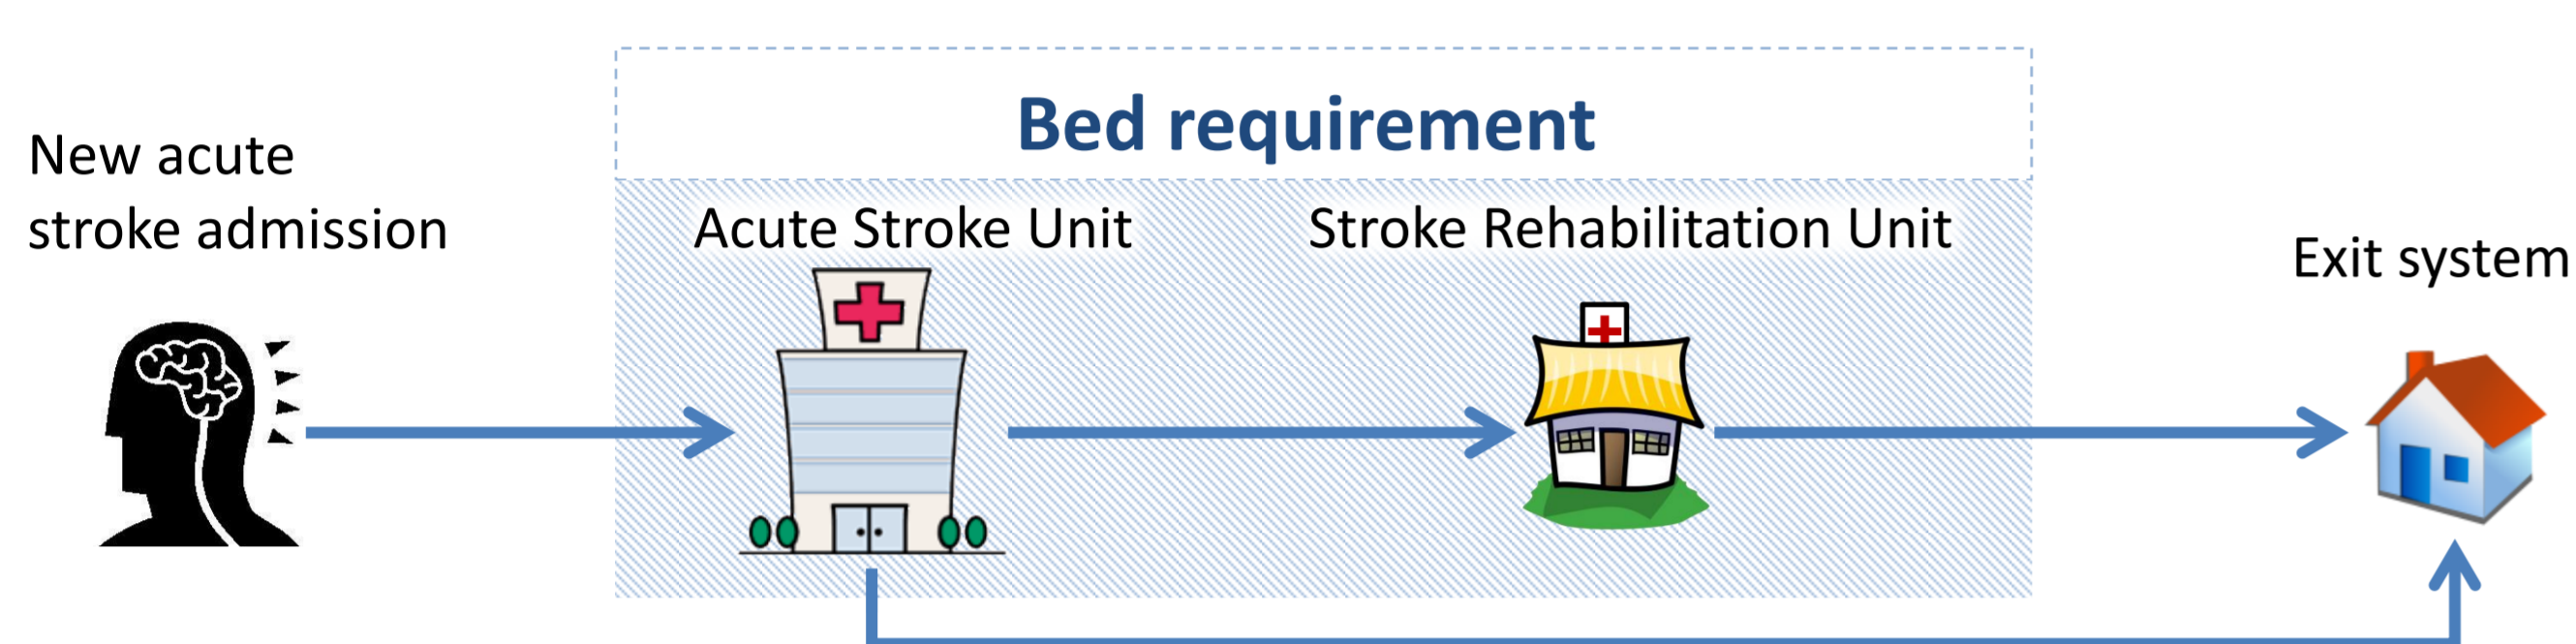 Bed requirement
New acute
stroke admission
Acute Stroke Unit
Stroke Rehabilitation Unit
Exit system